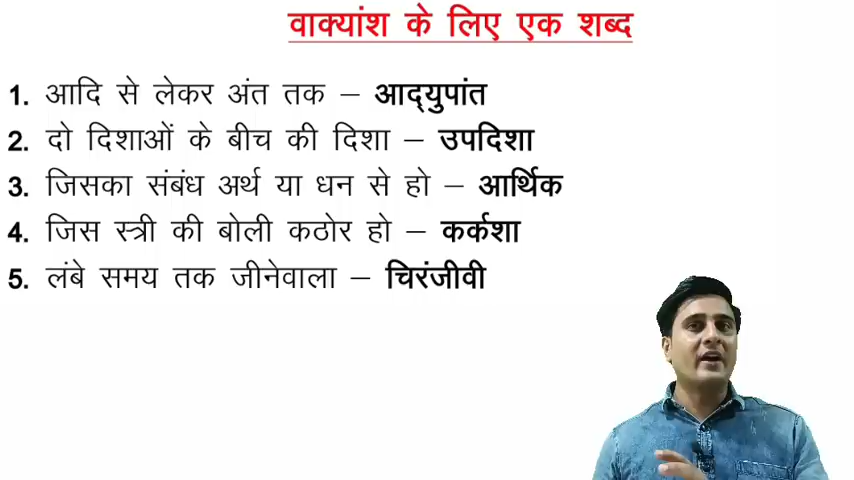 वाक्यांश के लिए एक शब्द
1. आदि से लेकर अंत तक – आद्युपांत
2. दो दिशाओं के बीच की दिशा – उपदिशा
3. जिसका संबंध अर्थ या धन से हो – आर्थिक
4. जिस स्त्री की बोली कठोर हो – कर्कशा
5. लंबे समय तक जीनेवाला – चिरंजीवी